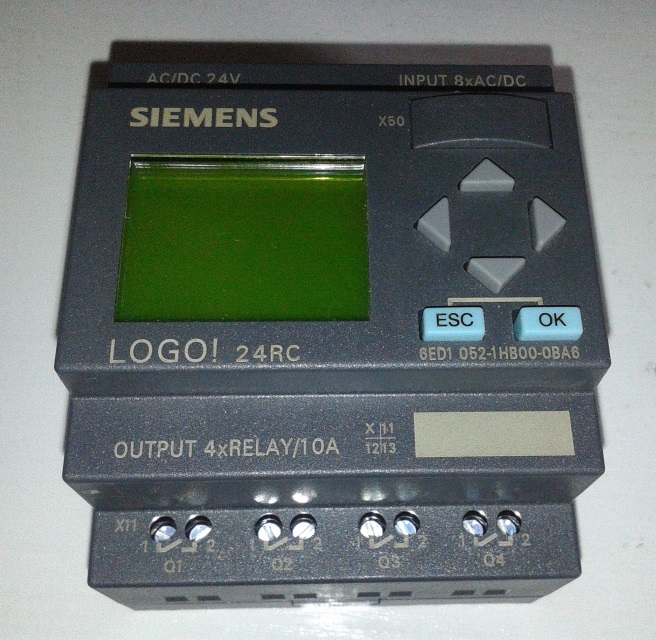 AC/DC 24V INPUT 8xAC/DC
SIEMENS
X50
ESC OK
LOGO! 24RC
6ED1 052-1HB00-0BA6
OUTPUT 4xRELAY/10A
X 11
12 13
X11
1 2 1 2 1 2 1 2
Q1 Q2 Q3 Q4